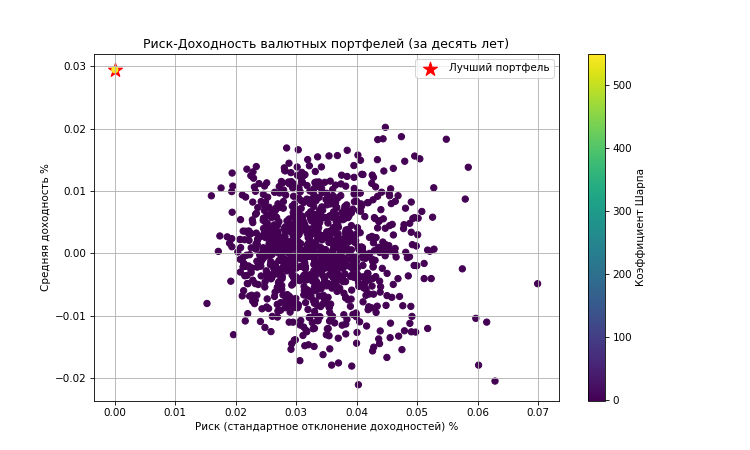 Риск-Доходность валютных портфелей (за десять лет)
Лучший портфель
Средняя доходность %
0.03
0.02
0.01
0.00
−0.01
−0.02
0.00 0.01 0.02 0.03 0.04 0.05 0.06 0.07
Риск (стандартное отклонение доходностей) %
500
400
300
200
100
0
Коэффициент Шарпа